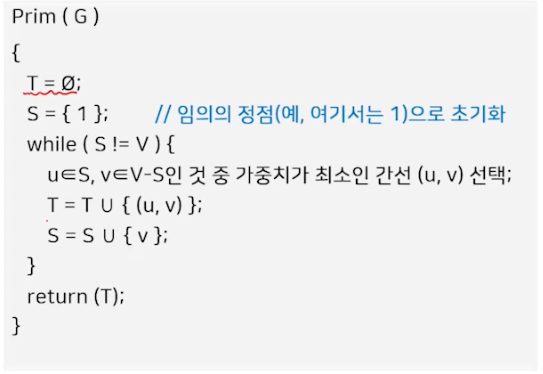 Prim ( G )
{
T = Ø;
S = { 1 }; // 임의의 정점(예, 여기서는 1)으로 초기화
while ( S != V ) {
u∈S, v∈V-S인 것 중 가중치가 최소인 간선 (u, v) 선택;
T = T ∪ { (u, v) };
S = S ∪ { v };
}
return (T);
}